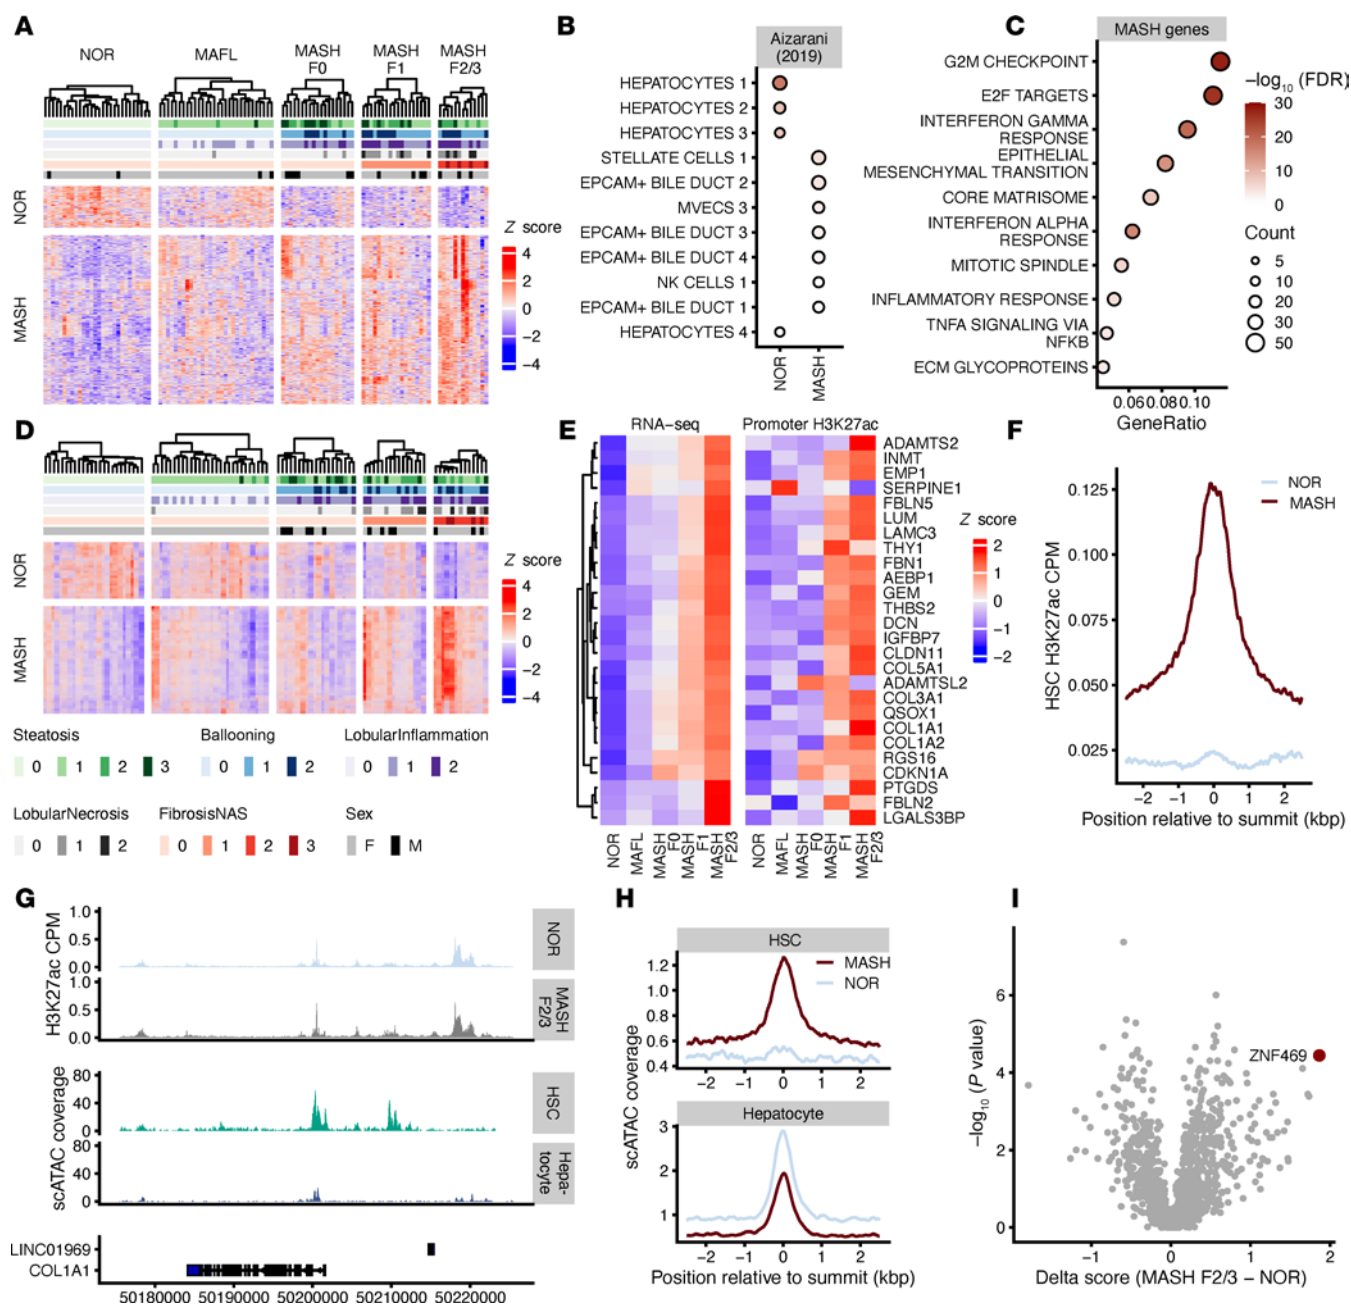 A
NOR
MAFL
MASH
F0
MASH
F1
MASH
F2/3
NOR
MASH
Z score
4
2
0
−2
−4
B
Aizarani
(2019)
HEPATOCYTES 1
HEPATOCYTES 2
HEPATOCYTES 3
STELLATE CELLS 1
EPCAM+ BILE DUCT 2
MVECS 3
EPCAM+ BILE DUCT 3
EPCAM+ BILE DUCT 4
NK CELLS 1
EPCAM+ BILE DUCT 1
HEPATOCYTES 4
NOR
MASH
C
MASH genes
G2M CHECKPOINT
E2F TARGETS
INTERFERON GAMMA
RESPONSE
EPITHELIAL
MESENCHYMAL TRANSITION
CORE MATRISOME
INTERFERON ALPHA
RESPONSE
MITOTIC SPINDLE
INFLAMMATORY RESPONSE
TNFA SIGNALING VIA
NFKB
ECM GLYCOPROTEINS
0.06 0.08 0.10
GeneRatio
−log10 (FDR)
30
20
10
0
Count
5
10
20
30
50
D
NOR
MASH
Z score
4
2
0
−2
−4
Steatosis
0 1 2 3
Ballooning
0 1 2
LobularInflammation
0 1 2
LobularNecrosis
0 1 2
FibrosisNAS
0 1 2 3
Sex
F M
E
RNA−seq
Promoter H3K27ac
ADAMTS2
INMT
EMP1
SERPINE1
FBLN5
LUM
LAMC3
THY1
FBN1
AEBP1
GEM
THBS2
DCN
IGFBP7
CLDN11
COL5A1
ADAMTSL2
COL3A1
QSOX1
COL1A1
COL1A2
RGS16
CDKN1A
PTGDS
FBLN2
LGALS3BP
NOR
MAFL
MASH
F0
MASH
F1
MASH
F2/3
NOR
MAFL
MASH
F0
MASH
F1
MASH
F2/3
Z score
2
1
0
−1
−2
F
NOR
MASH
HSC H3K27ac CPM
0.125
0.100
0.075
0.050
0.025
−2 −1 0 1 2
Position relative to summit (kbp)
G
H3K27ac CPM
1.0
0.5
0.0
NOR
1.0
0.5
0.0
MASH
F2/3
scATAC coverage
80
40
0
HSC
80
40
0
Hepa-
tocyte
LINC01969
COL1A1
50180000 50190000 50200000 50210000 50220000
H
HSC
MASH
NOR
1.2
1.0
0.8
0.6
0.4
−2 −1 0 1 2
scATAC coverage
Hepatocyte
3
2
1
−2 −1 0 1 2
Position relative to summit (kbp)
I
ZNF469
−log10 (P value)
6
4
2
0
−1 0 1 2
Delta score (MASH F2/3 − NOR)